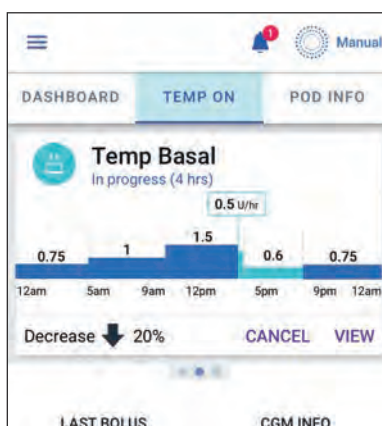 1
Manual
DASHBOARD TEMP ON POD INFO
Temp Basal
In progress (4 hrs)
0.5 U/hr
0.75 1 1.5 0.6 0.75
12am 5am 9am 12pm 5pm 9pm 12am
Decrease 20% CANCEL VIEW
LAST BOLUS CGM INFO